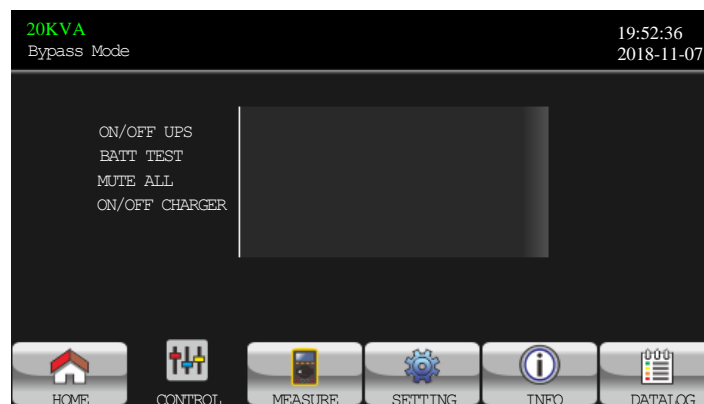 20KVA
Bypass Mode
19:52:36
2018-11-07
ON/OFF UPS
BATT TEST
MUTE ALL
ON/OFF CHARGER
HOME
CONTROL
MEASURE
SETTING
INFO
DATALOG